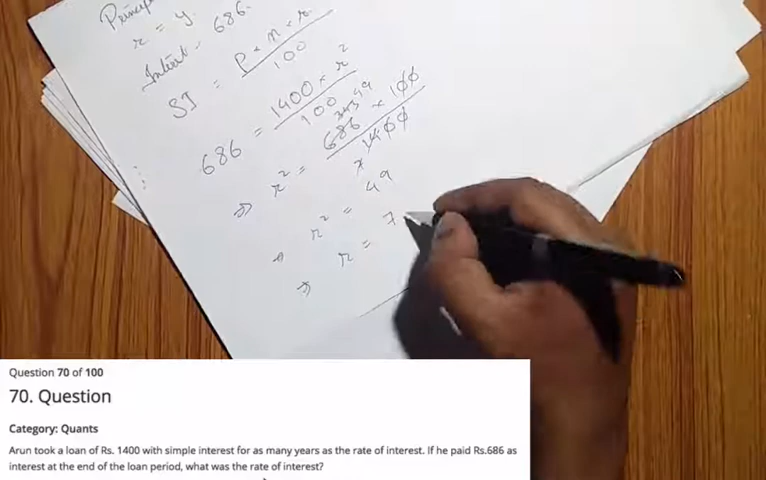 r = y.
Interest - 686.
SI = P × n × r / 100
686 = 1400 × r² / 100
343 49
⇒ r² = 686 × 100 / 1400
7
⇒ r² = 49
⇒ r = 7
Question 70 of 100
70. Question
Category: Quants
Arun took a loan of Rs. 1400 with simple interest for as many years as the rate of interest. If he paid Rs.686 as
interest at the end of the loan period, what was the rate of interest?